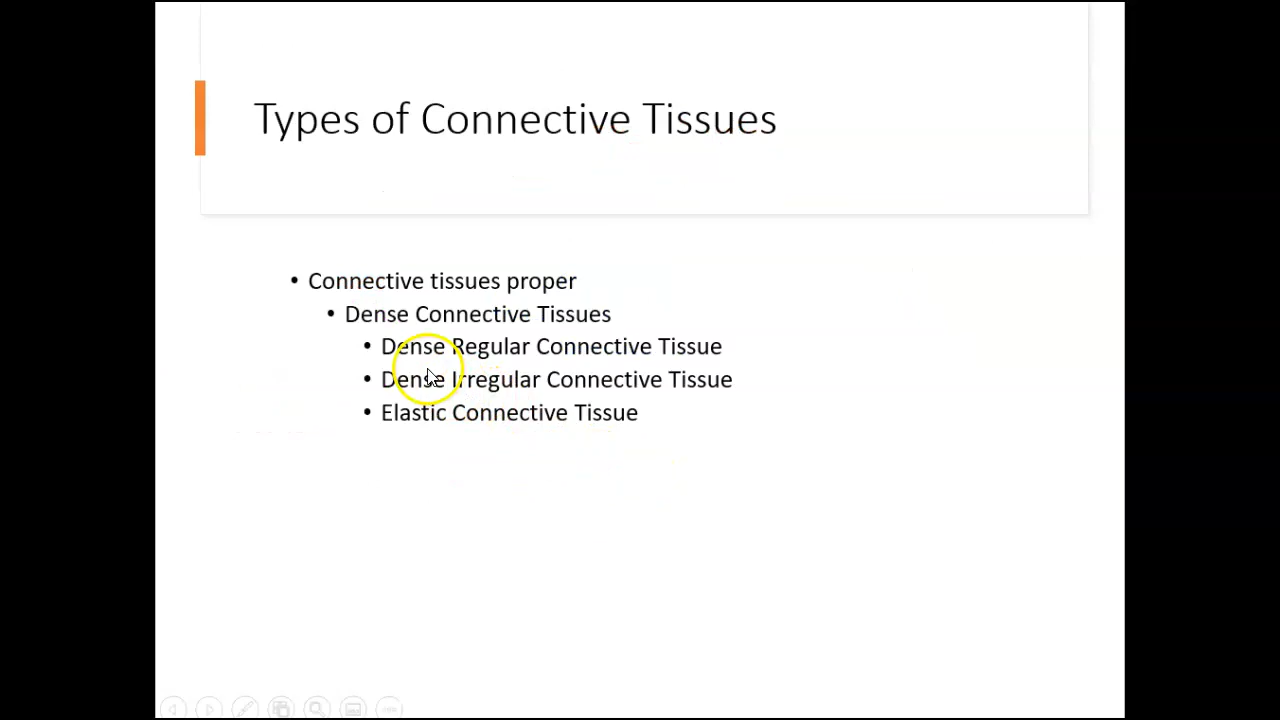 Types of Connective Tissues
• Connective tissues proper
• Dense Connective Tissues
• Dense Regular Connective Tissue
• Dense Irregular Connective Tissue
• Elastic Connective Tissue